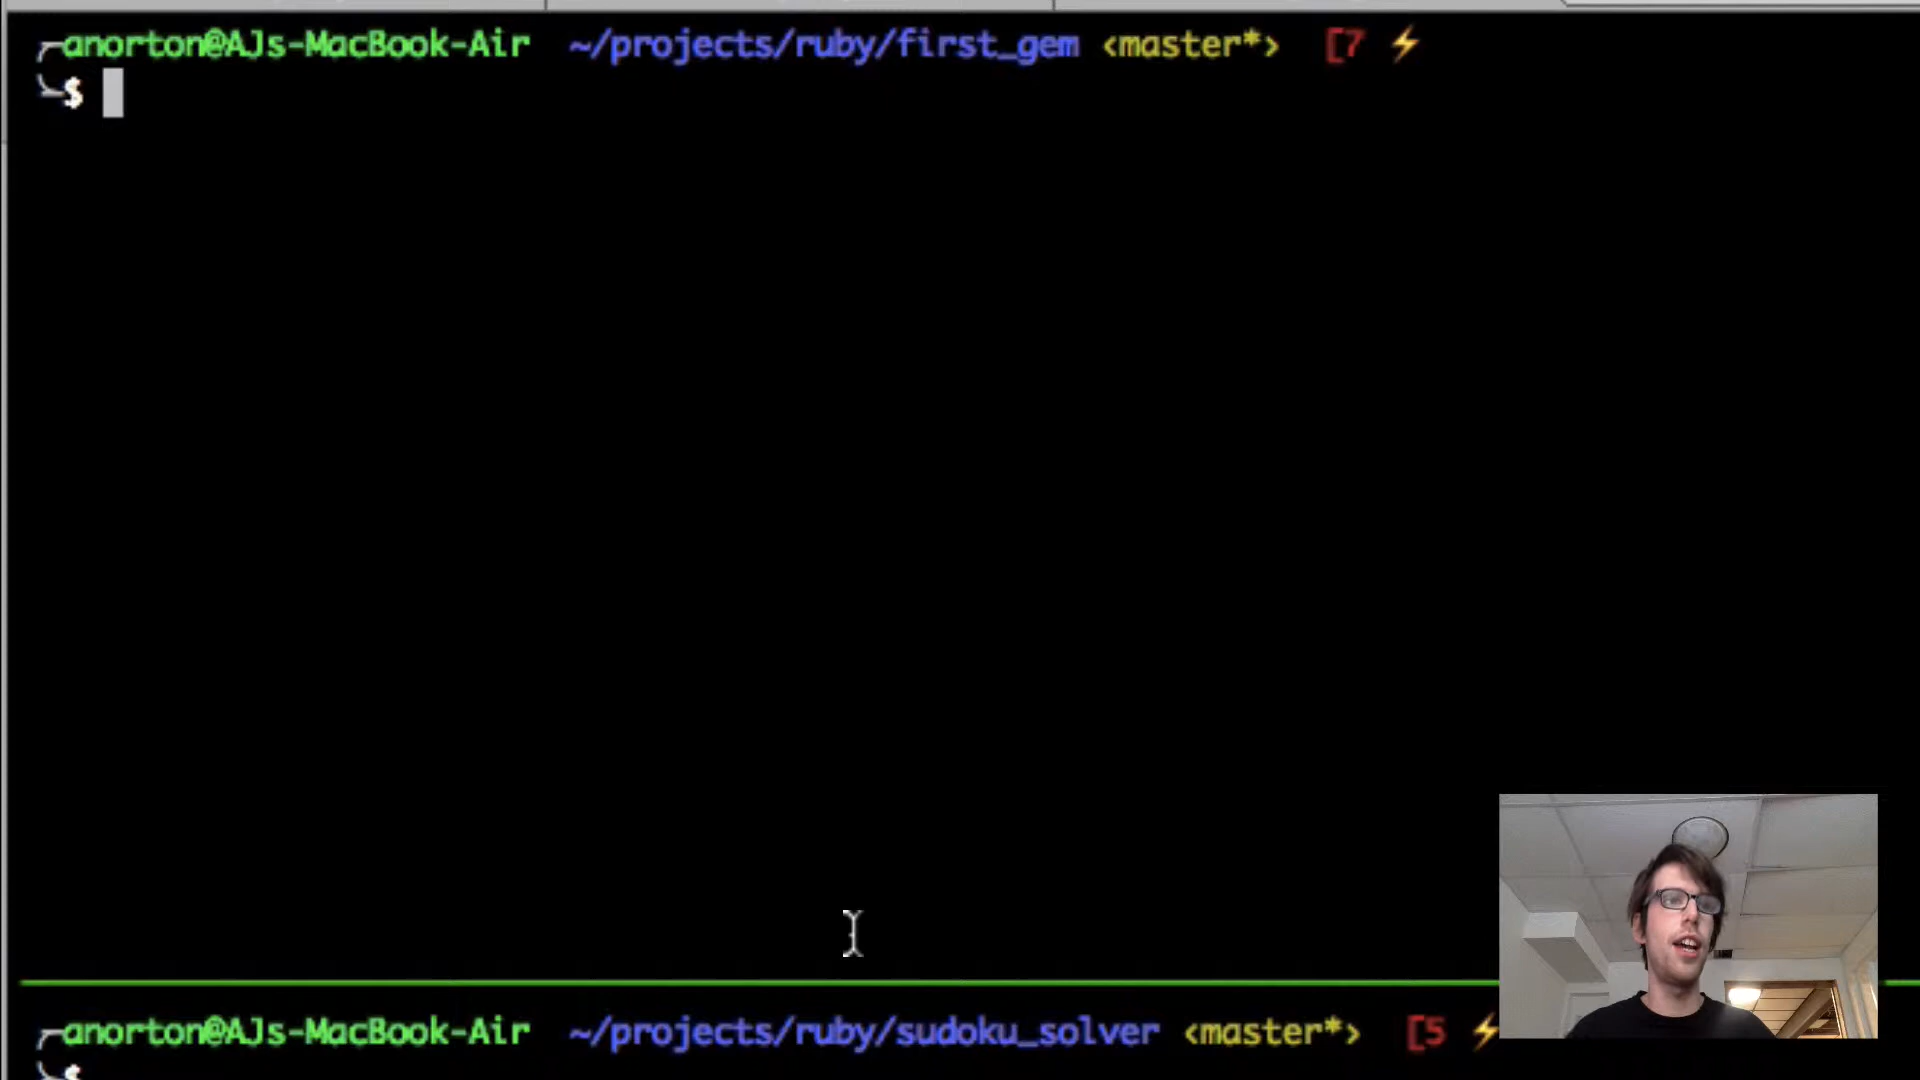 anorton@AJs-MacBook-Air ~/projects/ruby/first_gem <master*> [7 ⚡
$
anorton@AJs-MacBook-Air ~/projects/ruby/sudoku_solver <master*> [5 ⚡
$